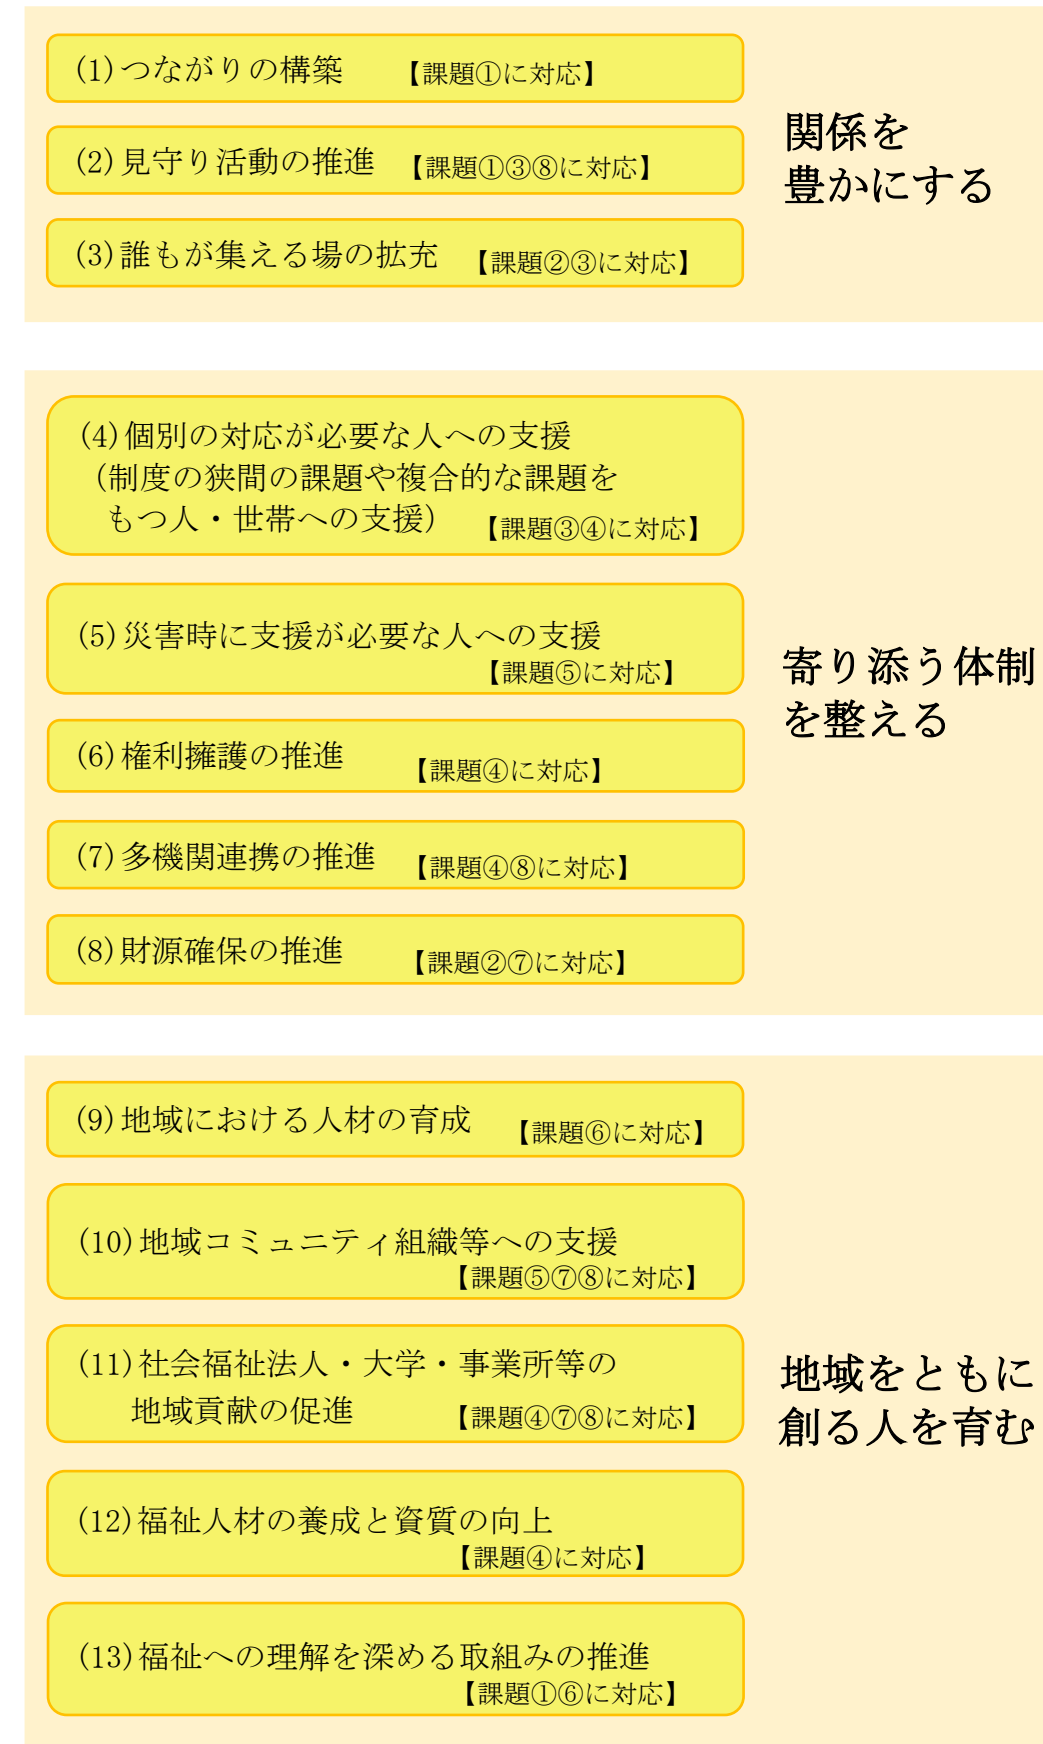 (1)つながりの構築 【課題①に対応】
(2)見守り活動の推進 【課題①③⑧に対応】
(3)誰もが集える場の拡充 【課題②③に対応】
関係を
豊かにする
(4)個別の対応が必要な人への支援
(制度の狭間の課題や複合的な課題を
もつ人・世帯への支援) 【課題③④に対応】
(5)災害時に支援が必要な人への支援
【課題⑤に対応】
(6)権利擁護の推進 【課題④に対応】
(7)多機関連携の推進 【課題④⑧に対応】
(8)財源確保の推進 【課題②⑦に対応】
寄り添う体制
を整える
(9)地域における人材の育成 【課題⑥に対応】
(10)地域コミュニティ組織等への支援
【課題⑤⑦⑧に対応】
(11)社会福祉法人・大学・事業所等の
地域貢献の促進 【課題④⑦⑧に対応】
(12)福祉人材の養成と資質の向上
【課題④に対応】
(13)福祉への理解を深める取組みの推進
【課題①⑥に対応】
地域をともに
創る人を育む